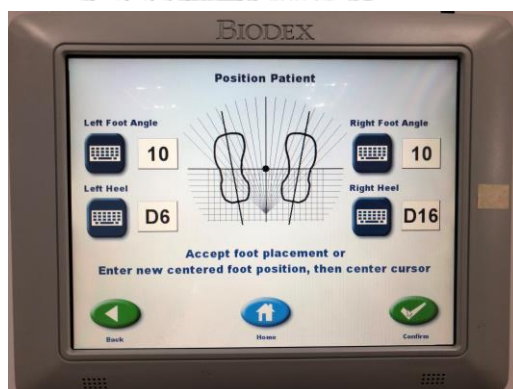 BIODEX
Position Patient
Left Foot Angle
10
Right Foot Angle
10
Left Heel
D6
Right Heel
D16
Accept foot placement or
Enter new centered foot position, then center cursor
Back
Home
Confirm